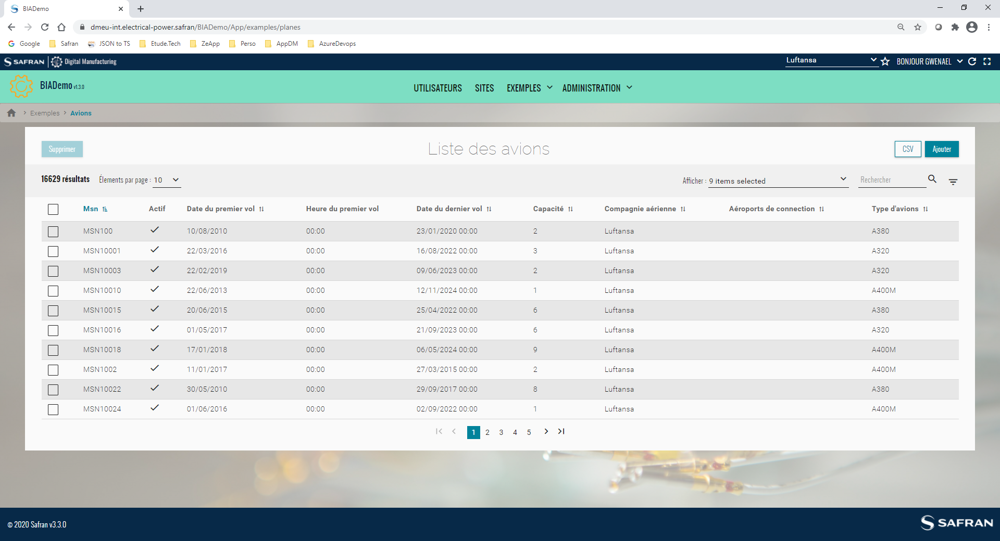 BIADemo
dmeu-int.electrical-power.safran/BIADemo/App/examples/planes
Google Safran JSON to TS Etude.Tech ZeApp Perso AppDM AzureDevops
SAFRAN Digital Manufacturing Luftansa BONJOUR GWENAEL
BIADemo v1.3.0 UTILISATEURS SITES EXEMPLES ADMINISTRATION
Exemples Avions
Supprimer Liste des avions CSV Ajouter
16629 résultats Élements par page : 10 Afficher : 9 items selected Rechercher
Msn Actif Date du premier vol Heure du premier vol Date du dernier vol Capacité Compagnie aérienne Aéroports de connection Type d'avions
MSN100 10/08/2010 00:00 23/01/2020 00:00 2 Luftansa A380
MSN10001 22/03/2016 00:00 16/08/2022 00:00 3 Luftansa A320
MSN10003 22/02/2019 00:00 09/06/2023 00:00 2 Luftansa A320
MSN10010 22/06/2013 00:00 12/11/2024 00:00 1 Luftansa A400M
MSN10015 20/06/2015 00:00 25/04/2022 00:00 6 Luftansa A380
MSN10016 01/05/2017 00:00 21/09/2023 00:00 6 Luftansa A320
MSN10018 17/01/2018 00:00 06/05/2024 00:00 9 Luftansa A400M
MSN1002 11/01/2017 00:00 27/03/2015 00:00 2 Luftansa A400M
MSN10022 30/05/2010 00:00 29/09/2017 00:00 8 Luftansa A380
MSN10024 01/06/2016 00:00 02/09/2022 00:00 1 Luftansa A400M
1 2 3 4 5
© 2020 Safran v3.3.0 SAFRAN